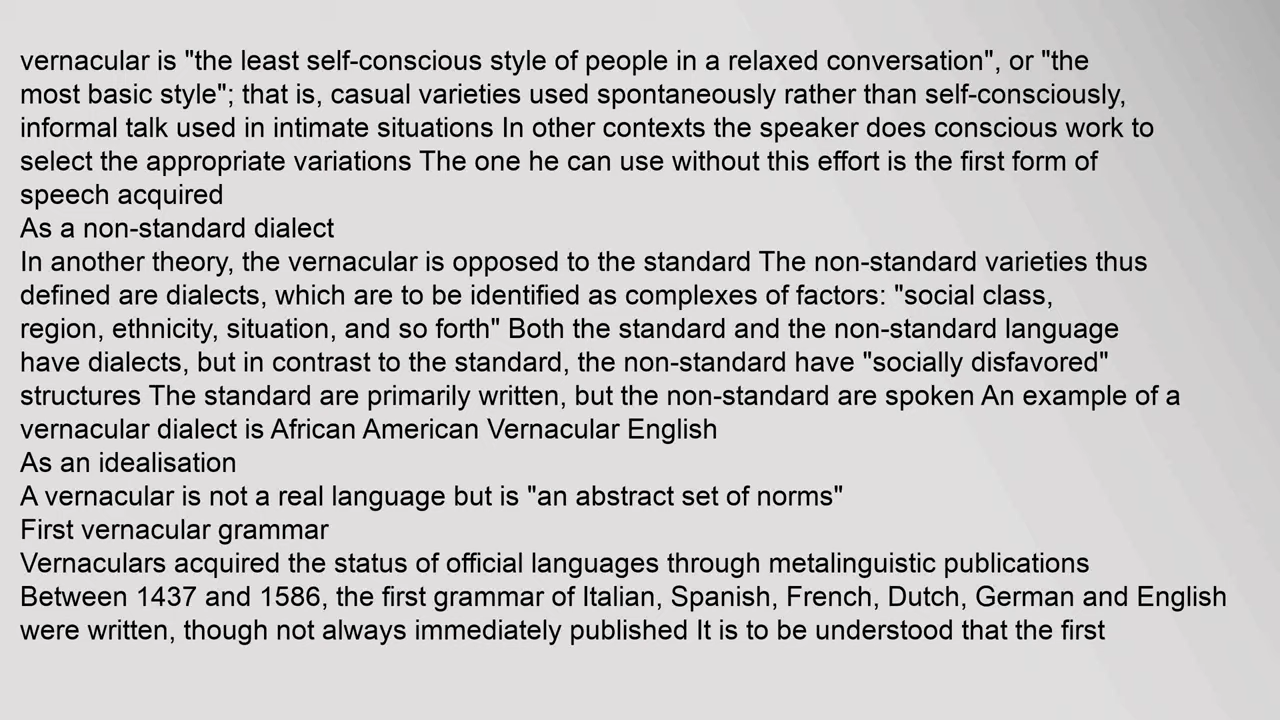 vernacular is "the least self-conscious style of people in a relaxed conversation", or "the
most basic style"; that is, casual varieties used spontaneously rather than self-consciously,
informal talk used in intimate situations In other contexts the speaker does conscious work to
select the appropriate variations The one he can use without this effort is the first form of
speech acquired
As a non-standard dialect
In another theory, the vernacular is opposed to the standard The non-standard varieties thus
defined are dialects, which are to be identified as complexes of factors: "social class,
region, ethnicity, situation, and so forth" Both the standard and the non-standard language
have dialects, but in contrast to the standard, the non-standard have "socially disfavored"
structures The standard are primarily written, but the non-standard are spoken An example of a
vernacular dialect is African American Vernacular English
As an idealisation
A vernacular is not a real language but is "an abstract set of norms"
First vernacular grammar
Vernaculars acquired the status of official languages through metalinguistic publications
Between 1437 and 1586, the first grammar of Italian, Spanish, French, Dutch, German and English
were written, though not always immediately published It is to be understood that the first